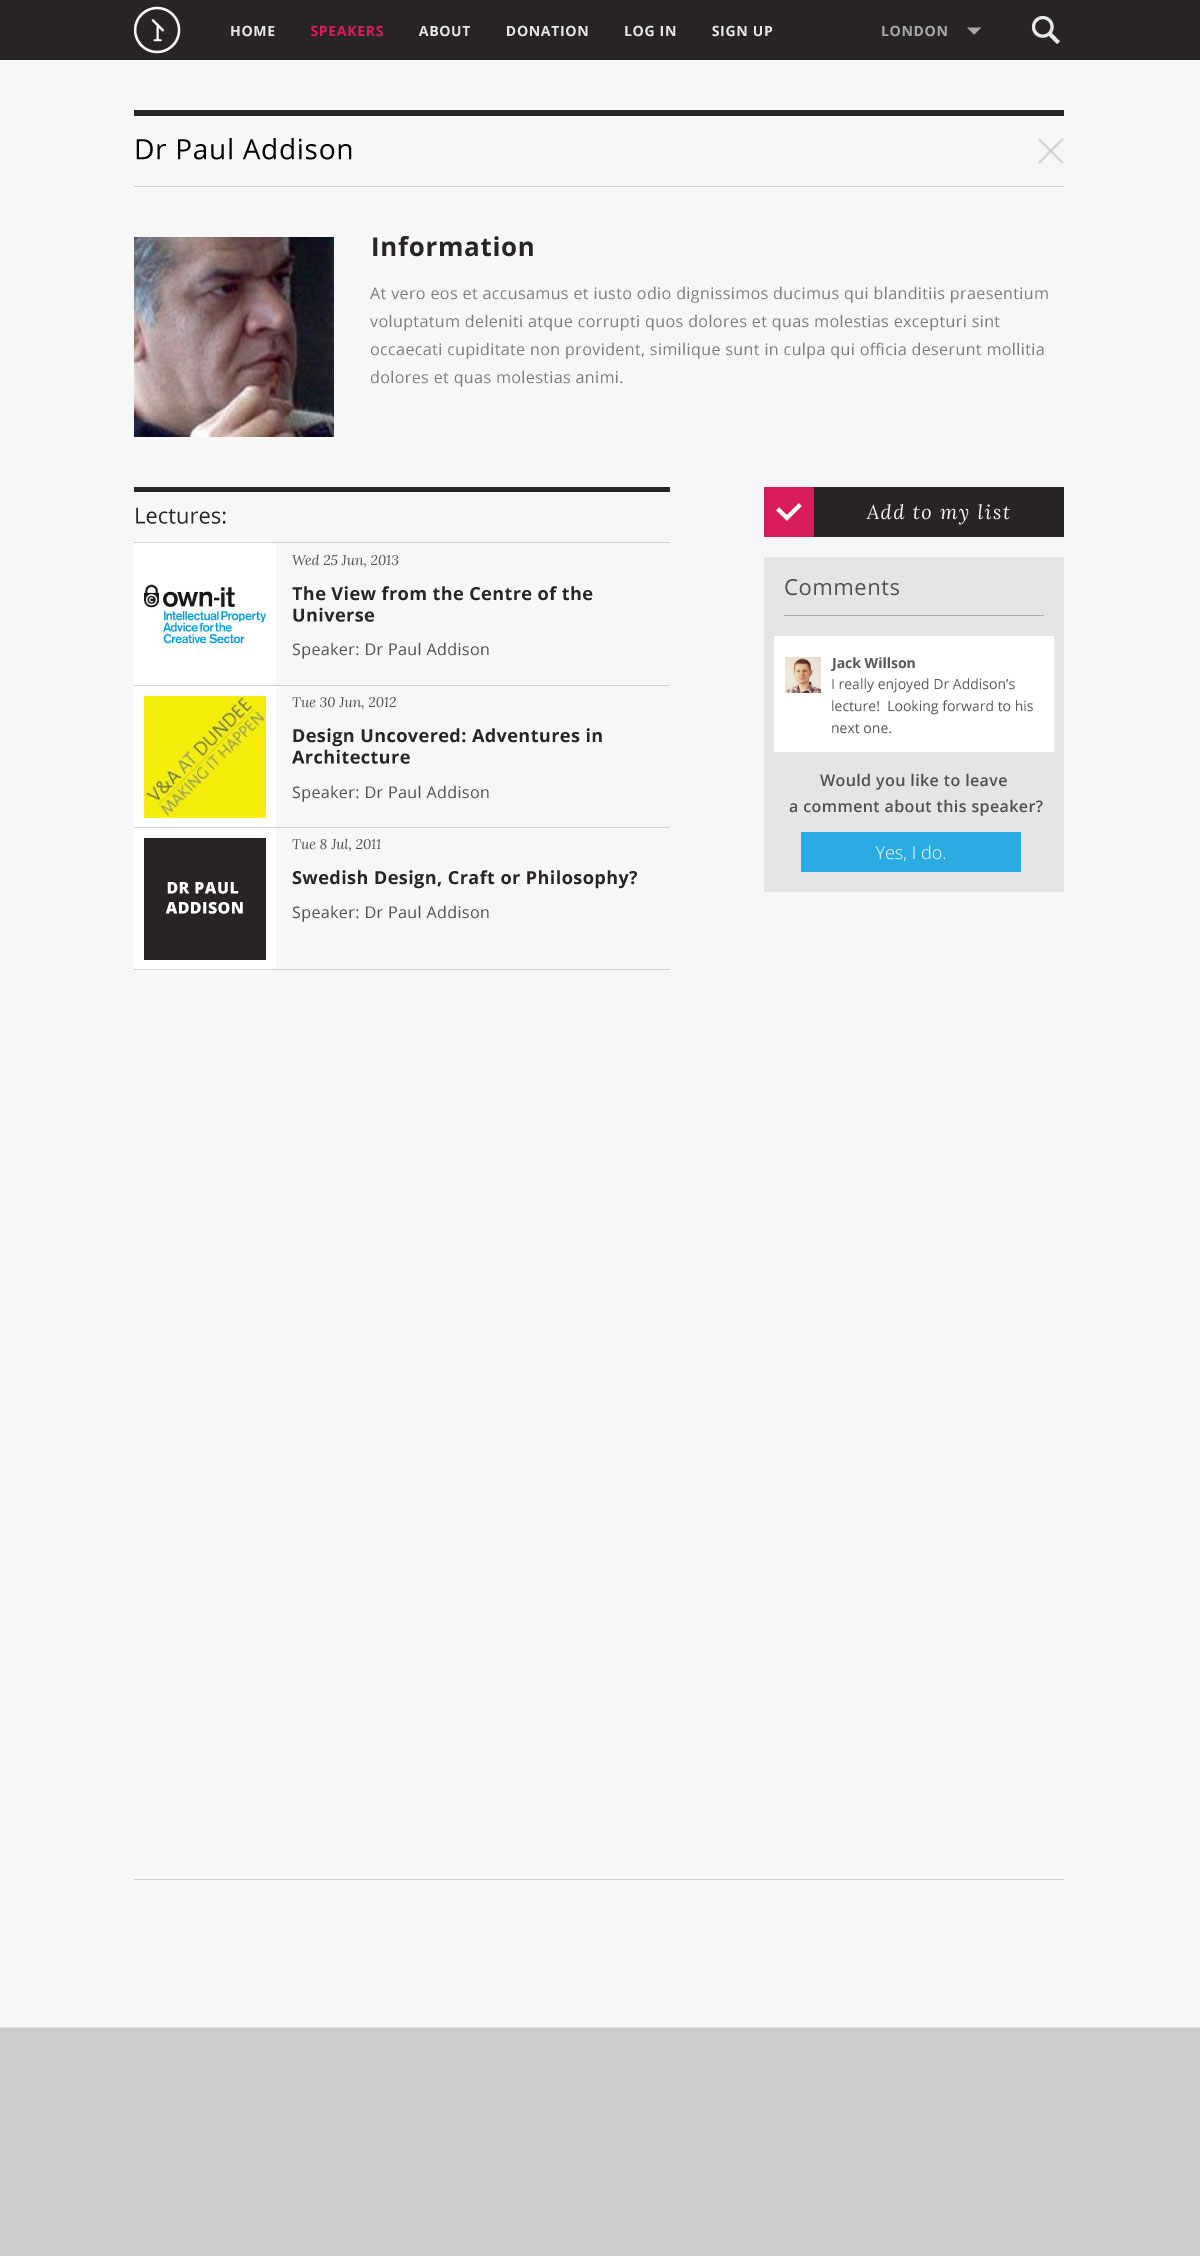 HOME SPEAKERS ABOUT DONATION LOG IN SIGN UP LONDON
Dr Paul Addison
Information
At vero eos et accusamus et iusto odio dignissimos ducimus qui blanditiis praesentium
voluptatum deleniti atque corrupti quos dolores et quas molestias excepturi sint
occaecati cupiditate non provident, similique sunt in culpa qui officia deserunt mollitia
dolores et quas molestias animi.
Lectures:
own-it
Intellectual Property
Advice for the
Creative Sector
Wed 25 Jun, 2013
The View from the Centre of the
Universe
Speaker: Dr Paul Addison
V&A AT DUNDEE
MAKING IT HAPPEN
Tue 30 Jun, 2012
Design Uncovered: Adventures in
Architecture
Speaker: Dr Paul Addison
DR PAUL
ADDISON
Tue 8 Jul, 2011
Swedish Design, Craft or Philosophy?
Speaker: Dr Paul Addison
Add to my list
Comments
Jack Willson
I really enjoyed Dr Addison’s
lecture! Looking forward to his
next one.
Would you like to leave
a comment about this speaker?
Yes, I do.